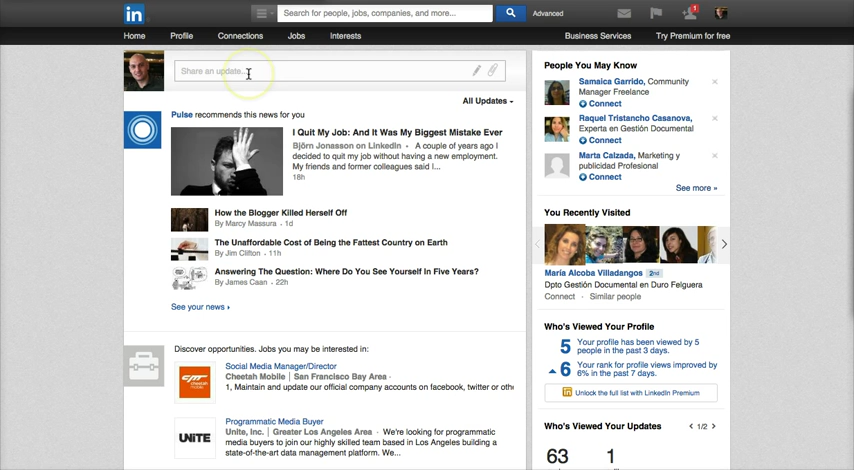 in
Search for people, jobs, companies, and more...
Advanced
1
Home Profile Connections Jobs Interests Business Services Try Premium for free
Share an update...
All Updates
Pulse recommends this news for you
I Quit My Job: And It Was My Biggest Mistake Ever
Björn Jonasson on LinkedIn • A couple of years ago I
decided to quit my job without having a new employment.
My friends and former colleagues said I...
18h
How the Blogger Killed Herself Off
By Marcy Massura • 1d
The Unaffordable Cost of Being the Fattest Country on Earth
By Jim Clifton • 11h
Answering The Question: Where Do You See Yourself In Five Years?
By James Caan • 22h
See your news ›
Discover opportunities. Jobs you may be interested in:
Social Media Manager/Director
Cheetah Mobile | San Francisco Bay Area •
1, Maintain and update our official company accounts on facebook, twitter or othe
cheetah
mobile
Programmatic Media Buyer
Unite, Inc. | Greater Los Angeles Area • We're looking for programmatic
media buyers to join our highly skilled team based in Los Angeles building a
state-of-the-art data management platform. We...
UNITE
People You May Know
Samaica Garrido, Community
Manager Freelance
Connect
Raquel Tristancho Casanova,
Experta en Gestión Documental
Connect
Marta Calzada, Marketing y
publicidad Profesional
Connect
See more »
You Recently Visited
María Alcoba Villadangos 2nd
Dpto Gestión Documental en Duro Felguera
Connect • Similar people
Who's Viewed Your Profile
5 Your profile has been viewed by 5
people in the past 3 days.
6 Your rank for profile views improved by
6% in the past 7 days.
in Unlock the full list with LinkedIn Premium
Who's Viewed Your Updates
‹ 1/2 ›
63 1